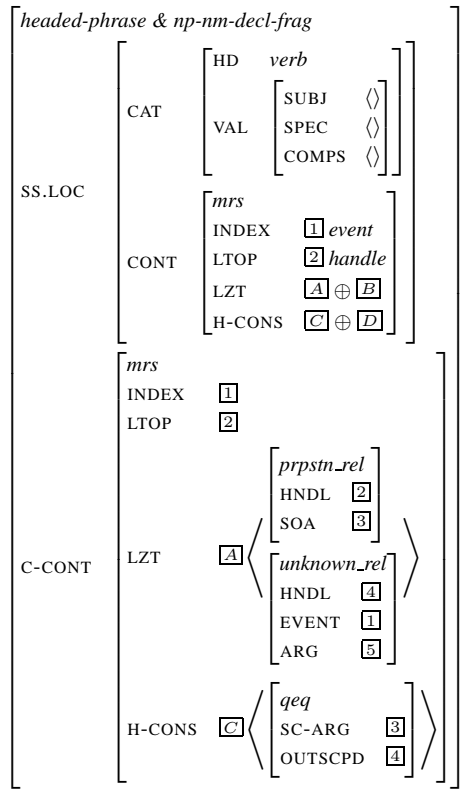 headed-phrase & np-nm-decl-frag
SS.LOC
CAT
HD verb
VAL
SUBJ ⟨⟩
SPEC ⟨⟩
COMPS ⟨⟩
CONT
mrs
INDEX 1 event
LTOP 2 handle
LZT A ⊕ B
H-CONS C ⊕ D
C-CONT
mrs
INDEX 1
LTOP 2
LZT A
prpstn_rel
HNDL 2
SOA 3
unknown_rel
HNDL 4
EVENT 1
ARG 5
H-CONS C
qeq
SC-ARG 3
OUTSCPD 4